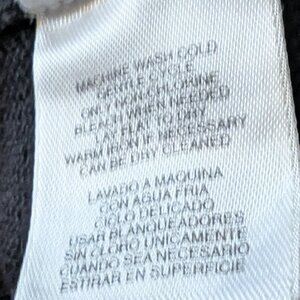 MACHINE WASH COLD
GENTLE CYCLE
ONLY NON-CHLORINE
BLEACH WHEN NEEDED
LAY FLAT TO DRY
WARM IRON IF NECESSARY
CAN BE DRY CLEANED
LAVADO A MAQUINA
CON AGUA FRIA
CICLO DELICADO
USAR BLANQUEADORES
SIN CLORO UNICAMENTE
CUANDO SEA NECESARIO
ESTIRAR EN SUPERFICIE